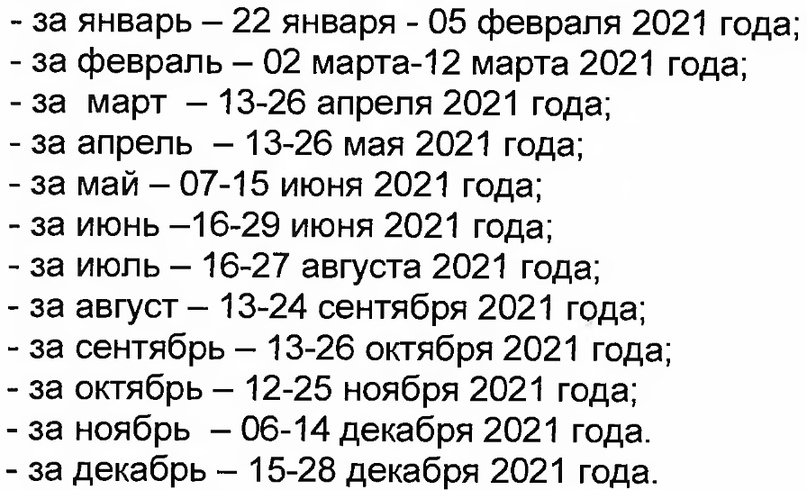 - за январь – 22 января - 05 февраля 2021 года;
- за февраль – 02 марта-12 марта 2021 года;
- за  март  – 13-26 апреля 2021 года;
- за апрель  – 13-26 мая 2021 года;
- за май – 07-15 июня 2021 года;
- за июнь –16-29 июня 2021 года;
- за июль – 16-27 августа 2021 года;
- за август – 13-24 сентября 2021 года;
- за сентябрь – 13-26 октября 2021 года;
- за октябрь – 12-25 ноября 2021 года;
- за ноябрь  – 06-14 декабря 2021 года.
- за декабрь – 15-28 декабря 2021 года.